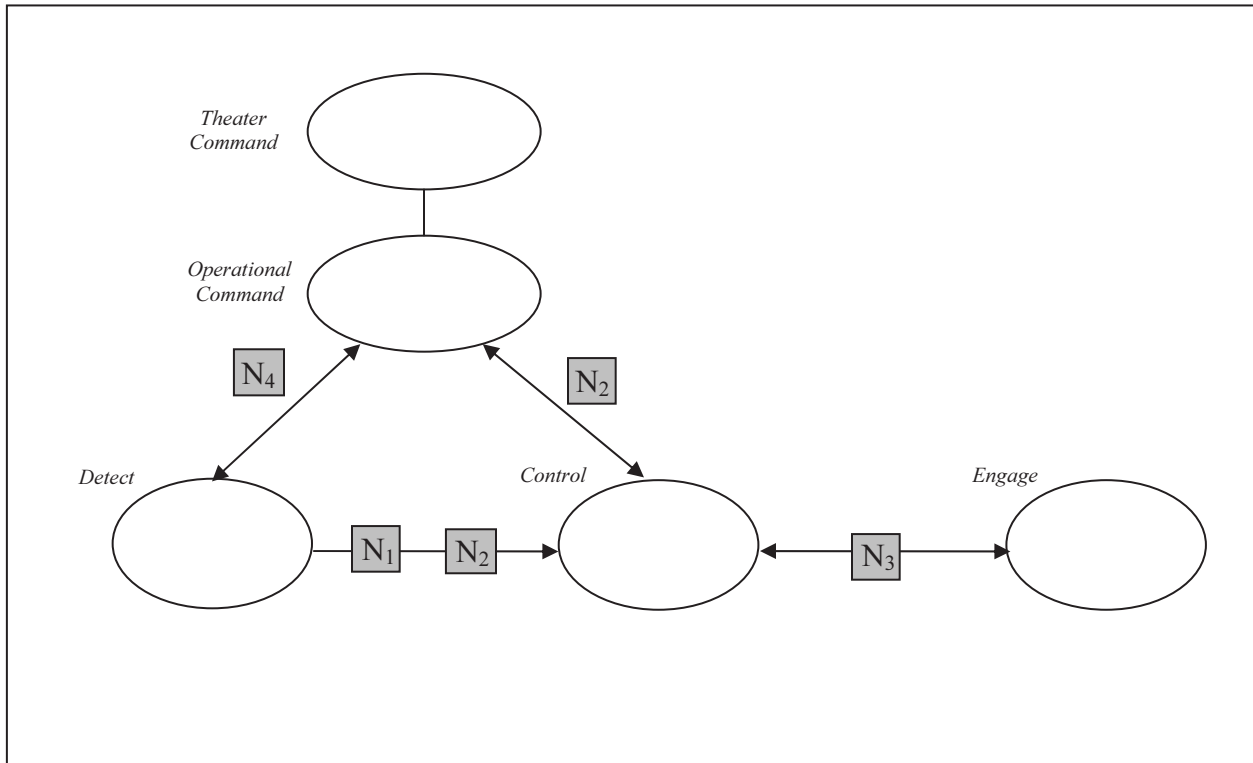 Theater
Command
Operational
Command
N₄
N₂
Detect
Control
Engage
N₁
N₂
N₃